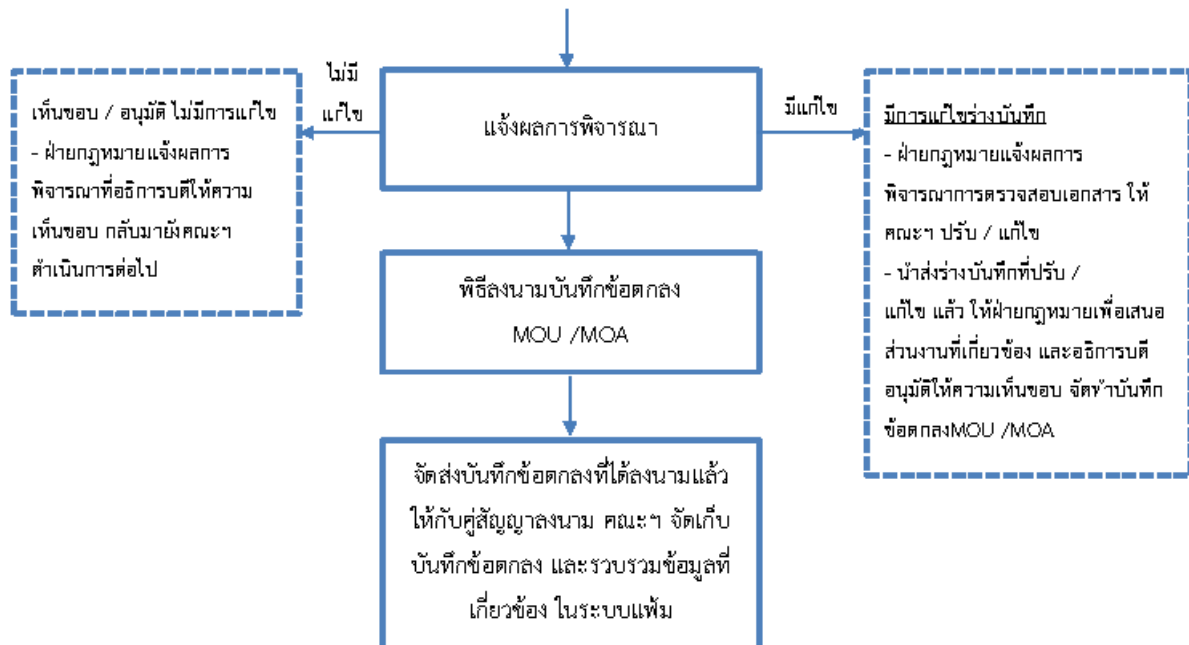 ไม่มี
แก้ไข
เห็นชอบ / อนุมัติ ไม่มีการแก้ไข
- ฝ่ายกฎหมายแจ้งผลการ
พิจารณาที่อธิการบดีให้ความ
เห็นชอบ กลับมายังคณะฯ
ดำเนินการต่อไป
แจ้งผลการพิจารณา
มีแก้ไข
มีการแก้ไขร่างบันทึก
- ฝ่ายกฎหมายแจ้งผลการ
พิจารณาการตรวจสอบเอกสาร ให้
คณะฯ ปรับ / แก้ไข
- นำส่งร่างบันทึกที่ปรับ /
แก้ไข แล้ว ให้ฝ่ายกฎหมายเพื่อเสนอ
ส่วนงานที่เกี่ยวข้อง และอธิการบดี
อนุมัติให้ความเห็นชอบ จัดทำบันทึก
ข้อตกลงMOU /MOA
พิธีลงนามบันทึกข้อตกลง
MOU /MOA
จัดส่งบันทึกข้อตกลงที่ได้ลงนามแล้ว
ให้กับคู่สัญญาลงนาม คณะฯ จัดเก็บ
บันทึกข้อตกลง และรวบรวมข้อมูลที่
เกี่ยวข้อง ในระบบแฟ้ม